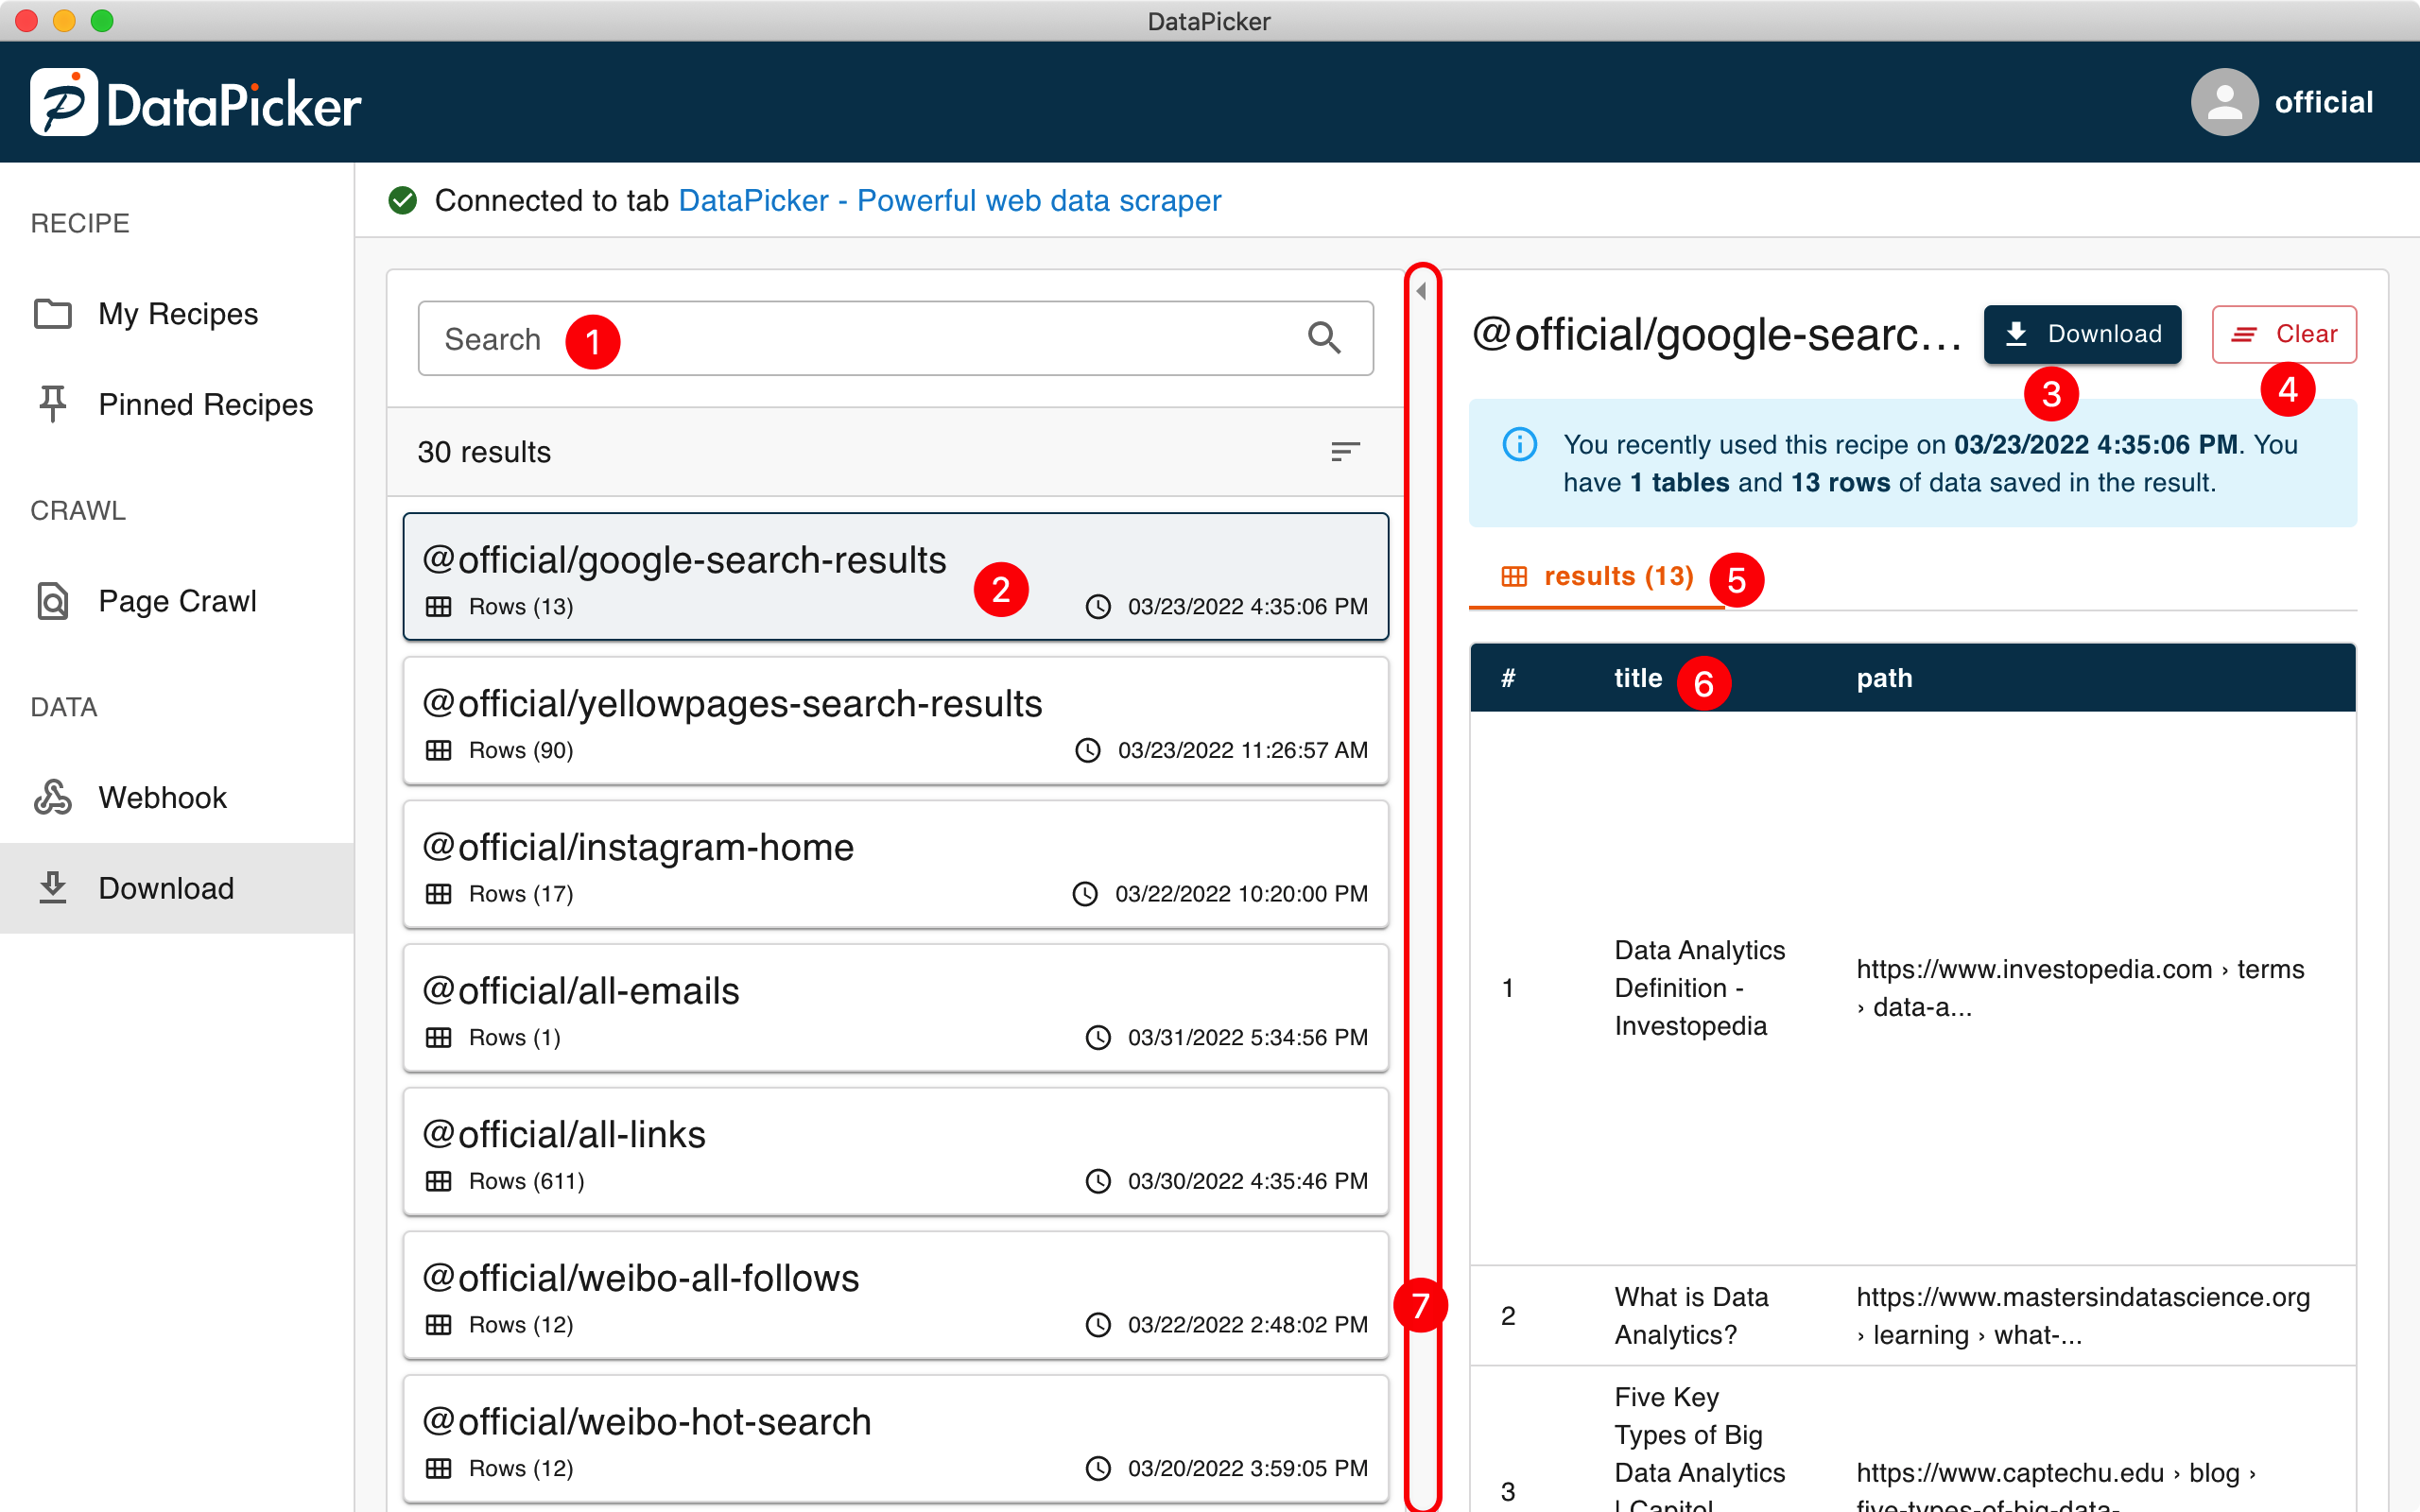 DataPicker
DataPicker
official
RECIPE
My Recipes
Pinned Recipes
CRAWL
Page Crawl
DATA
Webhook
Download
Connected to tab DataPicker - Powerful web data scraper
Search
1
30 results
@official/google-search-results
2
Rows (13)
03/23/2022 4:35:06 PM
@official/yellowpages-search-results
Rows (90)
03/23/2022 11:26:57 AM
@official/instagram-home
Rows (17)
03/22/2022 10:20:00 PM
@official/all-emails
Rows (1)
03/31/2022 5:34:56 PM
@official/all-links
Rows (611)
03/30/2022 4:35:46 PM
@official/weibo-all-follows
Rows (12)
03/22/2022 2:48:02 PM
@official/weibo-hot-search
Rows (12)
03/20/2022 3:59:05 PM
7
@official/google-searc...
Download
3
Clear
4
You recently used this recipe on 03/23/2022 4:35:06 PM. You
have 1 tables and 13 rows of data saved in the result.
results (13)
5
# title 6 path
1
Data Analytics
Definition -
Investopedia
https://www.investopedia.com › terms
› data-a...
2
What is Data
Analytics?
https://www.mastersindatascience.org
› learning › what-...
3
Five Key
Types of Big
Data Analytics
| Capitol
https://www.captechu.edu › blog ›
five-types-of-big-data-